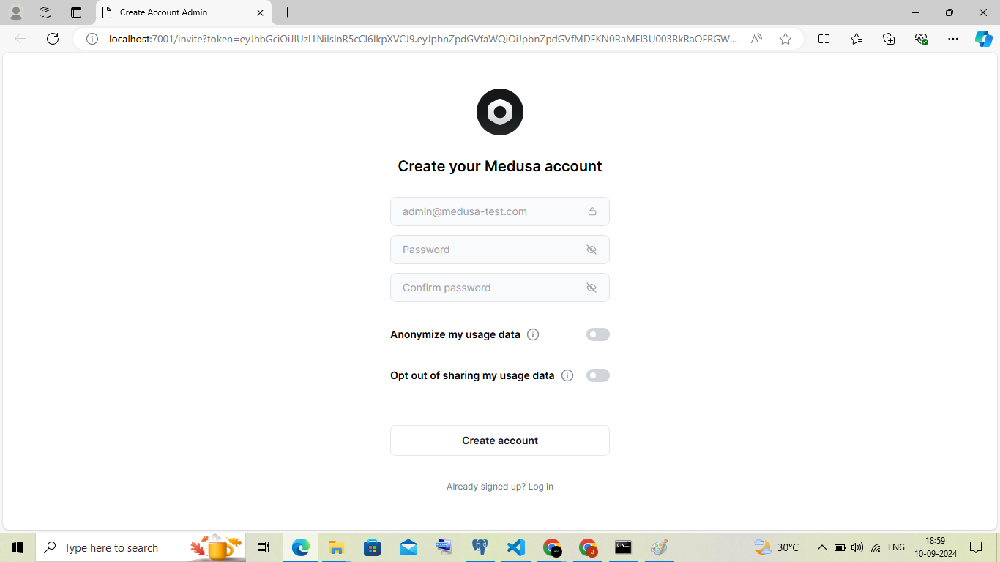 Create Account Admin
localhost:7001/invite?token=eyJhbGciOiJIUzI1NiIsInR5cCI6IkpXVCJ9.eyJpbnZpdGVfaWQiOiJpbnZpdGVfMDFKN0RaMFI3U003RkRaOFRGW...
Create your Medusa account
admin@medusa-test.com
Password
Confirm password
Anonymize my usage data
Opt out of sharing my usage data
Create account
Already signed up? Log in
Type here to search
30°C
ENG
18:59
10-09-2024